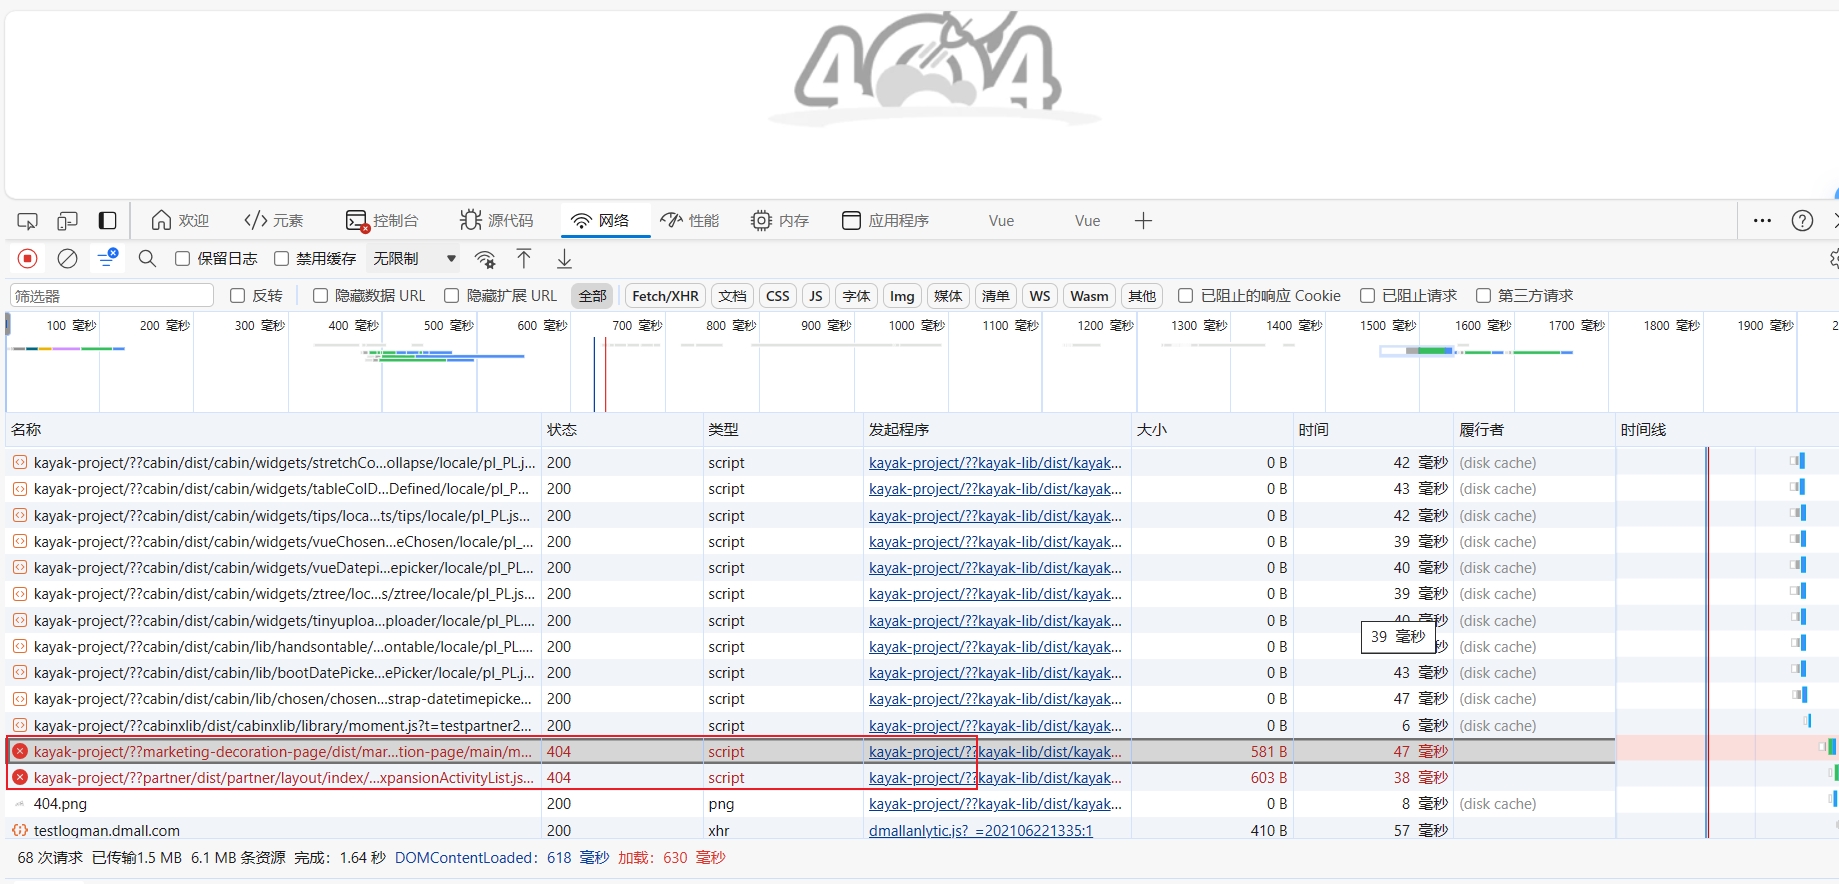 404
欢迎 元素 控制台 源代码 网络 性能 内存 应用程序 Vue Vue
保留日志 禁用缓存 无限制
筛选器 反转 隐藏数据 URL 隐藏扩展 URL 全部 Fetch/XHR 文档 CSS JS 字体 Img 媒体 清单 WS Wasm 其他 已阻止的响应 Cookie 已阻止请求 第三方请求
100 毫秒 200 毫秒 300 毫秒 400 毫秒 500 毫秒 600 毫秒 700 毫秒 800 毫秒 900 毫秒 1000 毫秒 1100 毫秒 1200 毫秒 1300 毫秒 1400 毫秒 1500 毫秒 1600 毫秒 1700 毫秒 1800 毫秒 1900 毫秒 2
名称 状态 类型 发起程序 大小 时间 履行者 时间线
kayak-project/??cabin/dist/cabin/widgets/stretchCo...ollapse/locale/pl_PL.j... 200 script kayak-project/??kayak-lib/dist/kayak... 0 B 42 毫秒 (disk cache)
kayak-project/??cabin/dist/cabin/widgets/tableColD...Defined/locale/pl_P... 200 script kayak-project/??kayak-lib/dist/kayak... 0 B 43 毫秒 (disk cache)
kayak-project/??cabin/dist/cabin/widgets/tips/loca...ts/tips/locale/pl_PL.js... 200 script kayak-project/??kayak-lib/dist/kayak... 0 B 42 毫秒 (disk cache)
kayak-project/??cabin/dist/cabin/widgets/vueChosen...eChosen/locale/pl_... 200 script kayak-project/??kayak-lib/dist/kayak... 0 B 39 毫秒 (disk cache)
kayak-project/??cabin/dist/cabin/widgets/vueDatepi...epicker/locale/pl_PL... 200 script kayak-project/??kayak-lib/dist/kayak... 0 B 40 毫秒 (disk cache)
kayak-project/??cabin/dist/cabin/widgets/ztree/loc...s/ztree/locale/pl_PL.js... 200 script kayak-project/??kayak-lib/dist/kayak... 0 B 39 毫秒 (disk cache)
kayak-project/??cabin/dist/cabin/widgets/tinyuploa...ploader/locale/pl_PL... 200 script kayak-project/??kayak-lib/dist/kayak... 0 B 40 毫秒 (disk cache)
39 毫秒
kayak-project/??cabin/dist/cabin/lib/handsontable/...ontable/locale/pl_PL.... 200 script kayak-project/??kayak-lib/dist/kayak... 0 B 秒 (disk cache)
kayak-project/??cabin/dist/cabin/lib/bootDatePicke...ePicker/locale/pl_PL... 200 script kayak-project/??kayak-lib/dist/kayak... 0 B 43 毫秒 (disk cache)
kayak-project/??cabin/dist/cabin/lib/chosen/chosen...strap-datetimepicke... 200 script kayak-project/??kayak-lib/dist/kayak... 0 B 47 毫秒 (disk cache)
kayak-project/??cabinxlib/dist/cabinxlib/library/moment.js?t=testpartner2... 200 script kayak-project/??kayak-lib/dist/kayak... 0 B 6 毫秒 (disk cache)
kayak-project/??marketing-decoration-page/dist/mar...tion-page/main/m... 404 script kayak-project/??kayak-lib/dist/kayak... 581 B 47 毫秒
kayak-project/??partner/dist/partner/layout/index/...xpansionActivityList.js... 404 script kayak-project/??kayak-lib/dist/kayak... 603 B 38 毫秒
404.png 200 png kayak-project/??kayak-lib/dist/kayak... 0 B 8 毫秒 (disk cache)
testlogman.dmall.com 200 xhr dmallanlytic.js?_=202106221335:1 410 B 57 毫秒
68 次请求 已传输1.5 MB 6.1 MB 条资源 完成：1.64 秒 DOMContentLoaded：618 毫秒 加载：630 毫秒